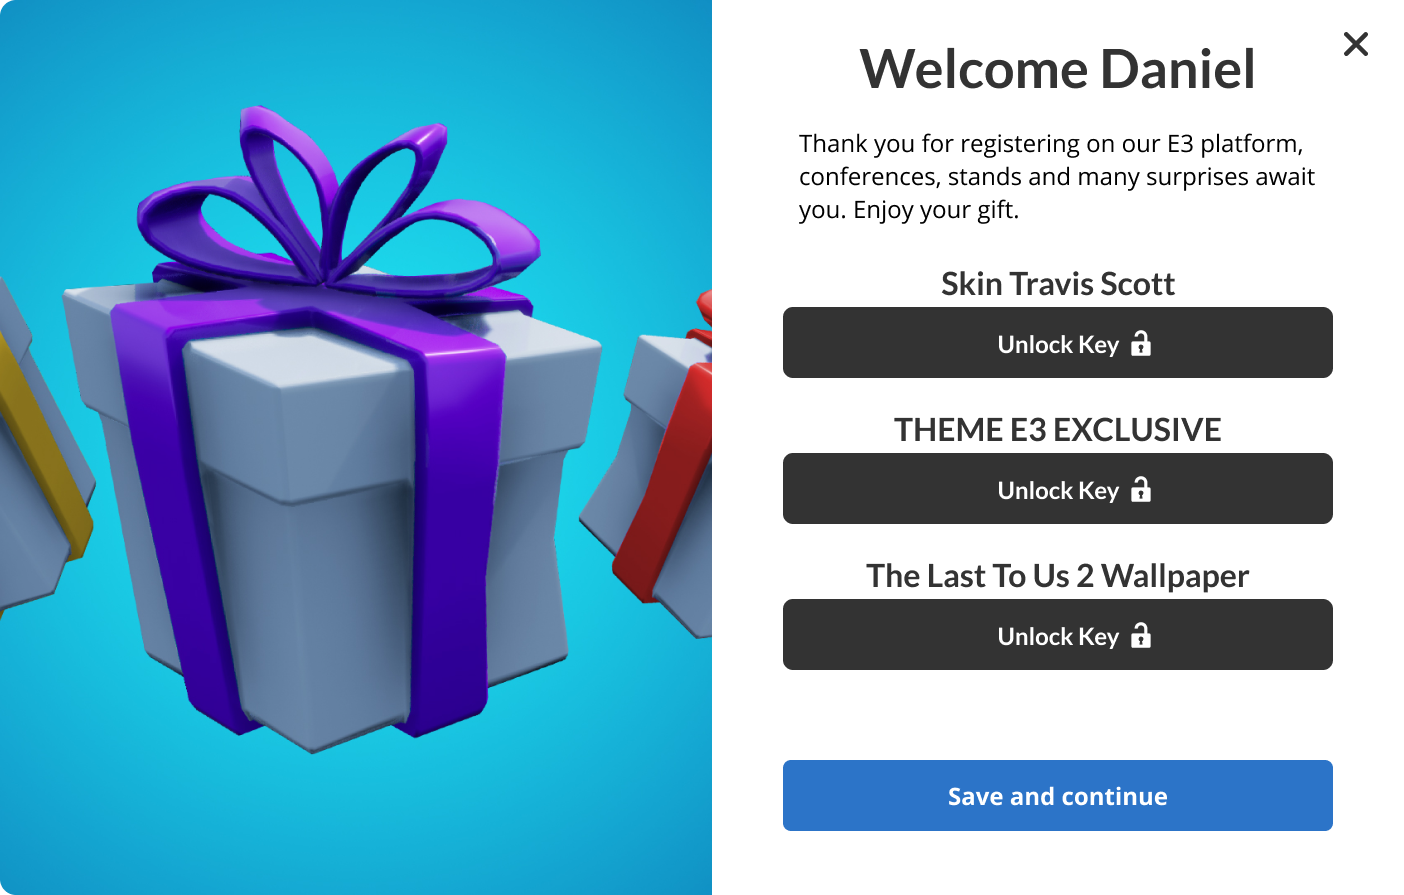 Welcome Daniel
Thank you for registering on our E3 platform,
conferences, stands and many surprises await
you. Enjoy your gift.
Skin Travis Scott
Unlock Key
THEME E3 EXCLUSIVE
Unlock Key
The Last To Us 2 Wallpaper
Unlock Key
Save and continue